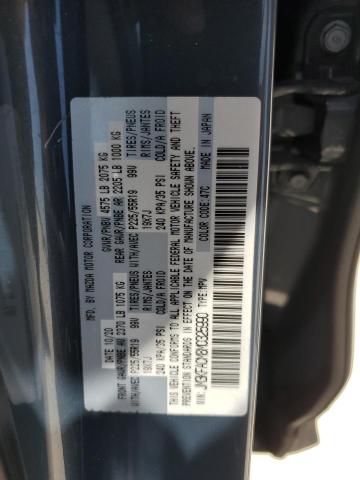 MFD. BY MAZDA MOTOR CORPORATION
DATE 10/20 GVWR/PNBV 4575 LB 2075 KG
FRONT GAWR/PNBE AV 2370 LB 1075 KG REAR GAWR/PNBE AR 2205 LB 1000 KG
WITH/AVEC P225/55R19 99V TIRES/PNEUS WITH/AVEC P225/55R19 99V TIRES/PNEUS
19X7J RIMS/JANTES 19X7J RIMS/JANTES
240 KPA/35 PSI COLD/A FROID 240 KPA/35 PSI COLD/A FROID
THIS VEHICLE CONFORMS TO ALL APPLICABLE FEDERAL MOTOR VEHICLE SAFETY AND THEFT
PREVENTION STANDARDS IN EFFECT ON THE DATE OF MANUFACTURE SHOWN ABOVE.
TYPE: MPV COLOR CODE: 47C MADE IN JAPAN